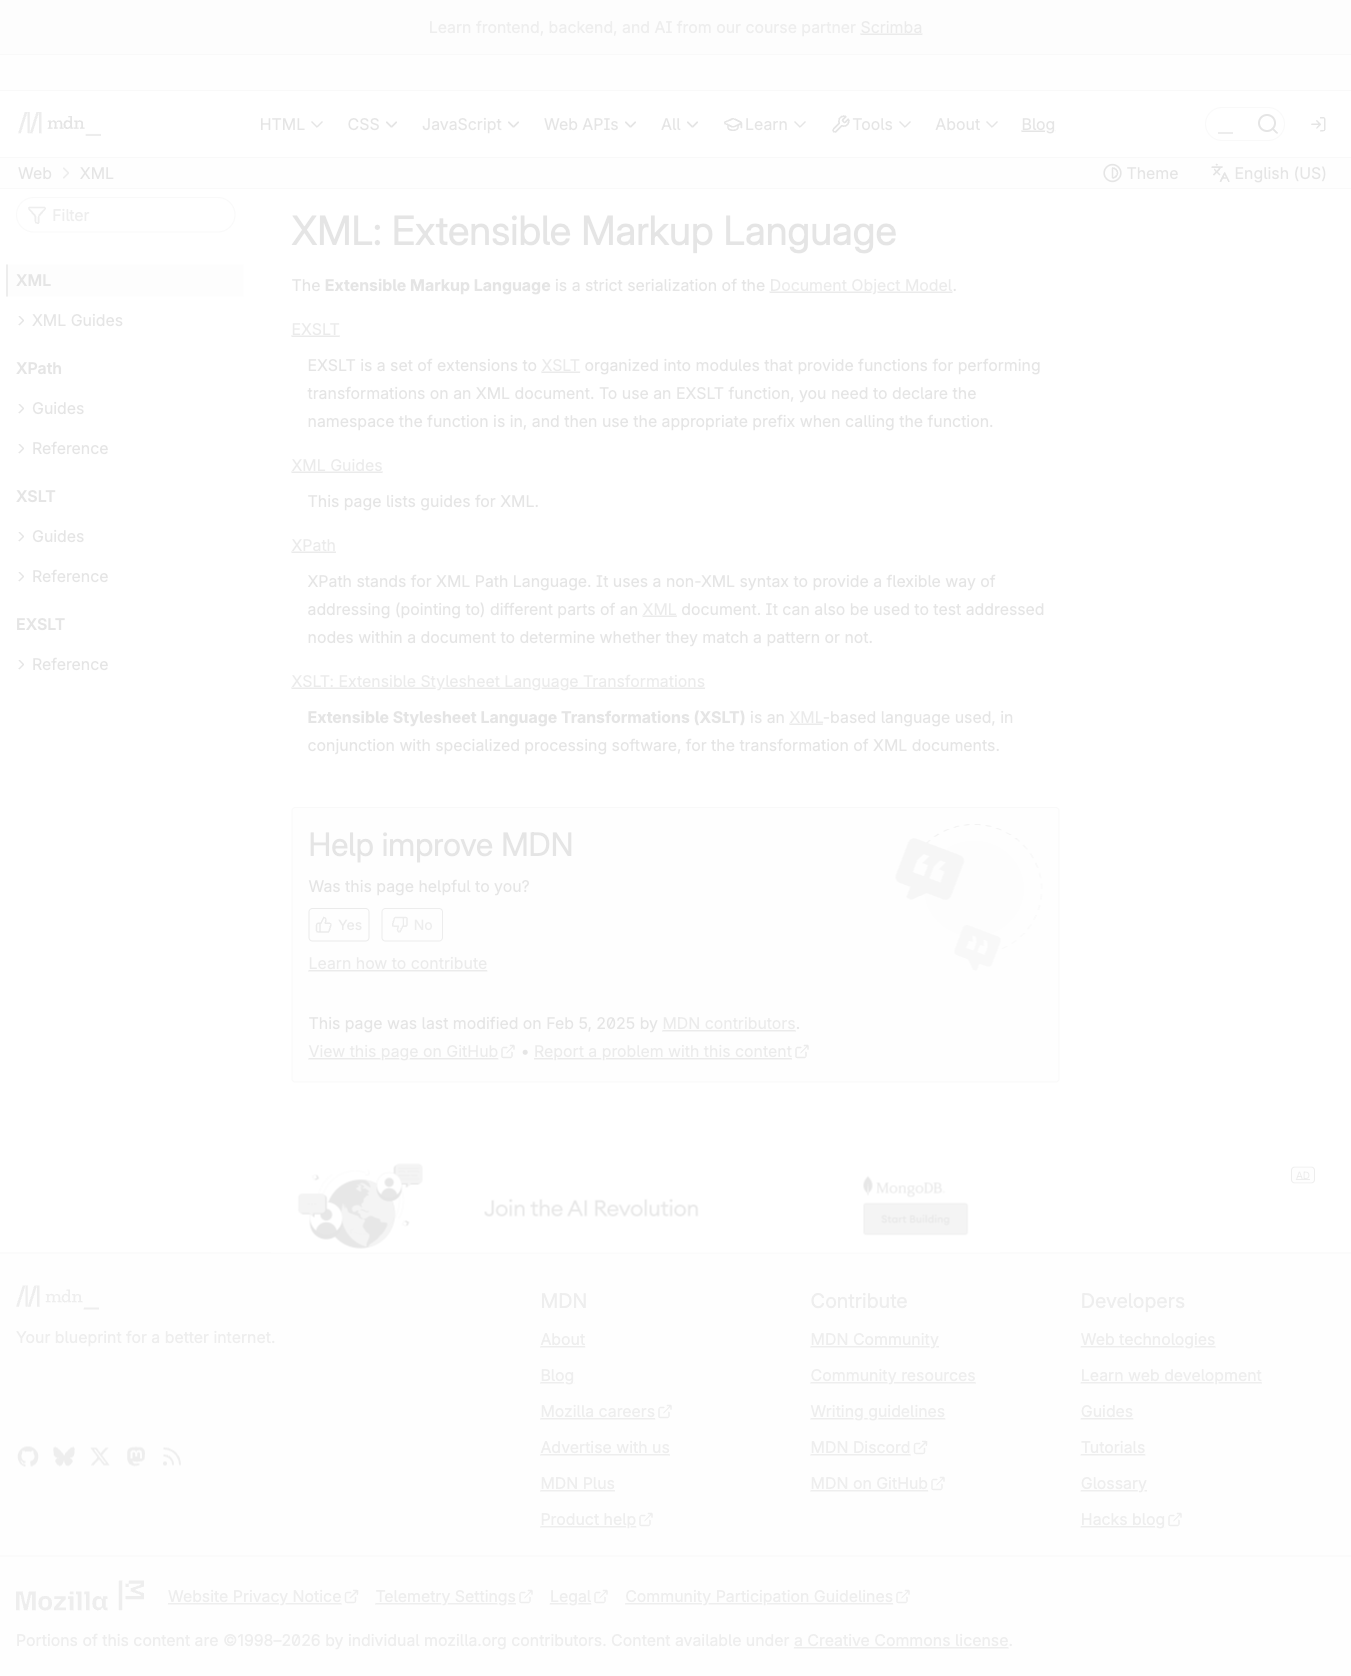 Learn frontend, backend, and AI from our course partner Scrimba
mdn_
HTML CSS JavaScript Web APIs All Learn Tools About Blog
Web > XML
Theme English (US)
Filter
XML
XML Guides
XPath
Guides
Reference
XSLT
Guides
Reference
EXSLT
Reference
XML: Extensible Markup Language
The Extensible Markup Language is a strict serialization of the Document Object Model.
EXSLT
EXSLT is a set of extensions to XSLT organized into modules that provide functions for performing
transformations on an XML document. To use an EXSLT function, you need to declare the
namespace the function is in, and then use the appropriate prefix when calling the function.
XML Guides
This page lists guides for XML.
XPath
XPath stands for XML Path Language. It uses a non-XML syntax to provide a flexible way of
addressing (pointing to) different parts of an XML document. It can also be used to test addressed
nodes within a document to determine whether they match a pattern or not.
XSLT: Extensible Stylesheet Language Transformations
Extensible Stylesheet Language Transformations (XSLT) is an XML-based language used, in
conjunction with specialized processing software, for the transformation of XML documents.
Help improve MDN
Was this page helpful to you?
Yes No
Learn how to contribute
This page was last modified on Feb 5, 2025 by MDN contributors.
View this page on GitHub • Report a problem with this content
Join the AI Revolution
MongoDB
Start Building
AD
mdn_
Your blueprint for a better internet.
MDN
About
Blog
Mozilla careers
Advertise with us
MDN Plus
Product help
Contribute
MDN Community
Community resources
Writing guidelines
MDN Discord
MDN on GitHub
Developers
Web technologies
Learn web development
Guides
Tutorials
Glossary
Hacks blog
Mozilla
Website Privacy Notice Telemetry Settings Legal Community Participation Guidelines
Portions of this content are ©1998–2026 by individual mozilla.org contributors. Content available under a Creative Commons license.